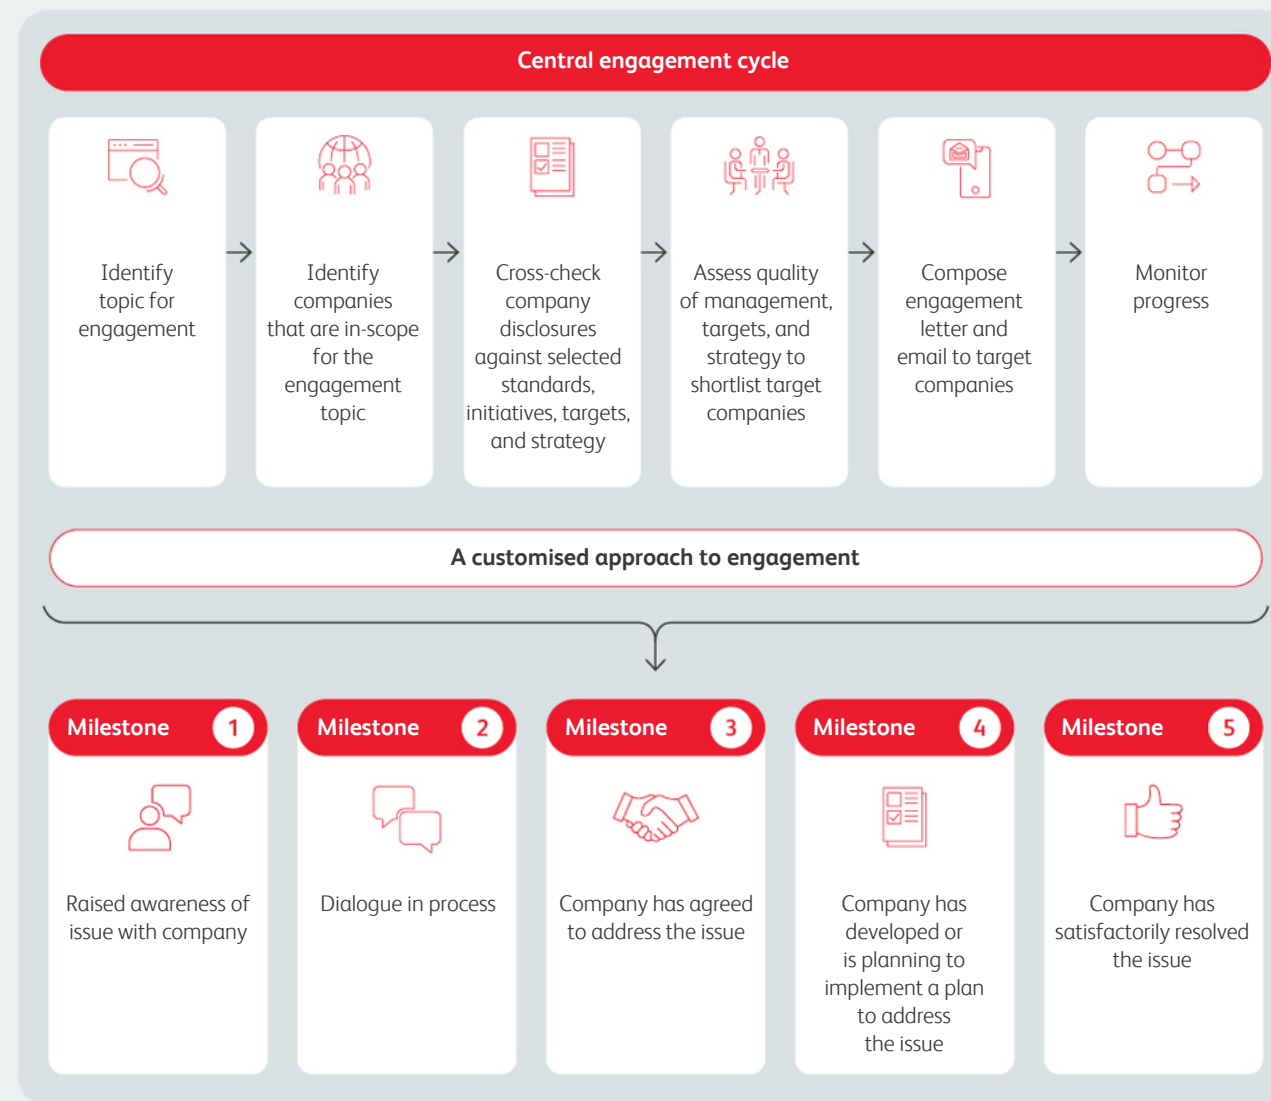 Central engagement cycle
Identify
topic for
engagement
Identify
companies
that are in-scope
for the
engagement
topic
Cross-check
company
disclosures
against selected
standards,
initiatives, targets,
and strategy
Assess quality
of management,
targets, and
strategy to
shortlist target
companies
Compose
engagement
letter and
email to target
companies
Monitor
progress
A customised approach to engagement
Milestone 1
Raised awareness of
issue with company
Milestone 2
Dialogue in process
Milestone 3
Company has agreed
to address the issue
Milestone 4
Company has
developed or
is planning to
implement a plan
to address
the issue
Milestone 5
Company has
satisfactorily resolved
the issue